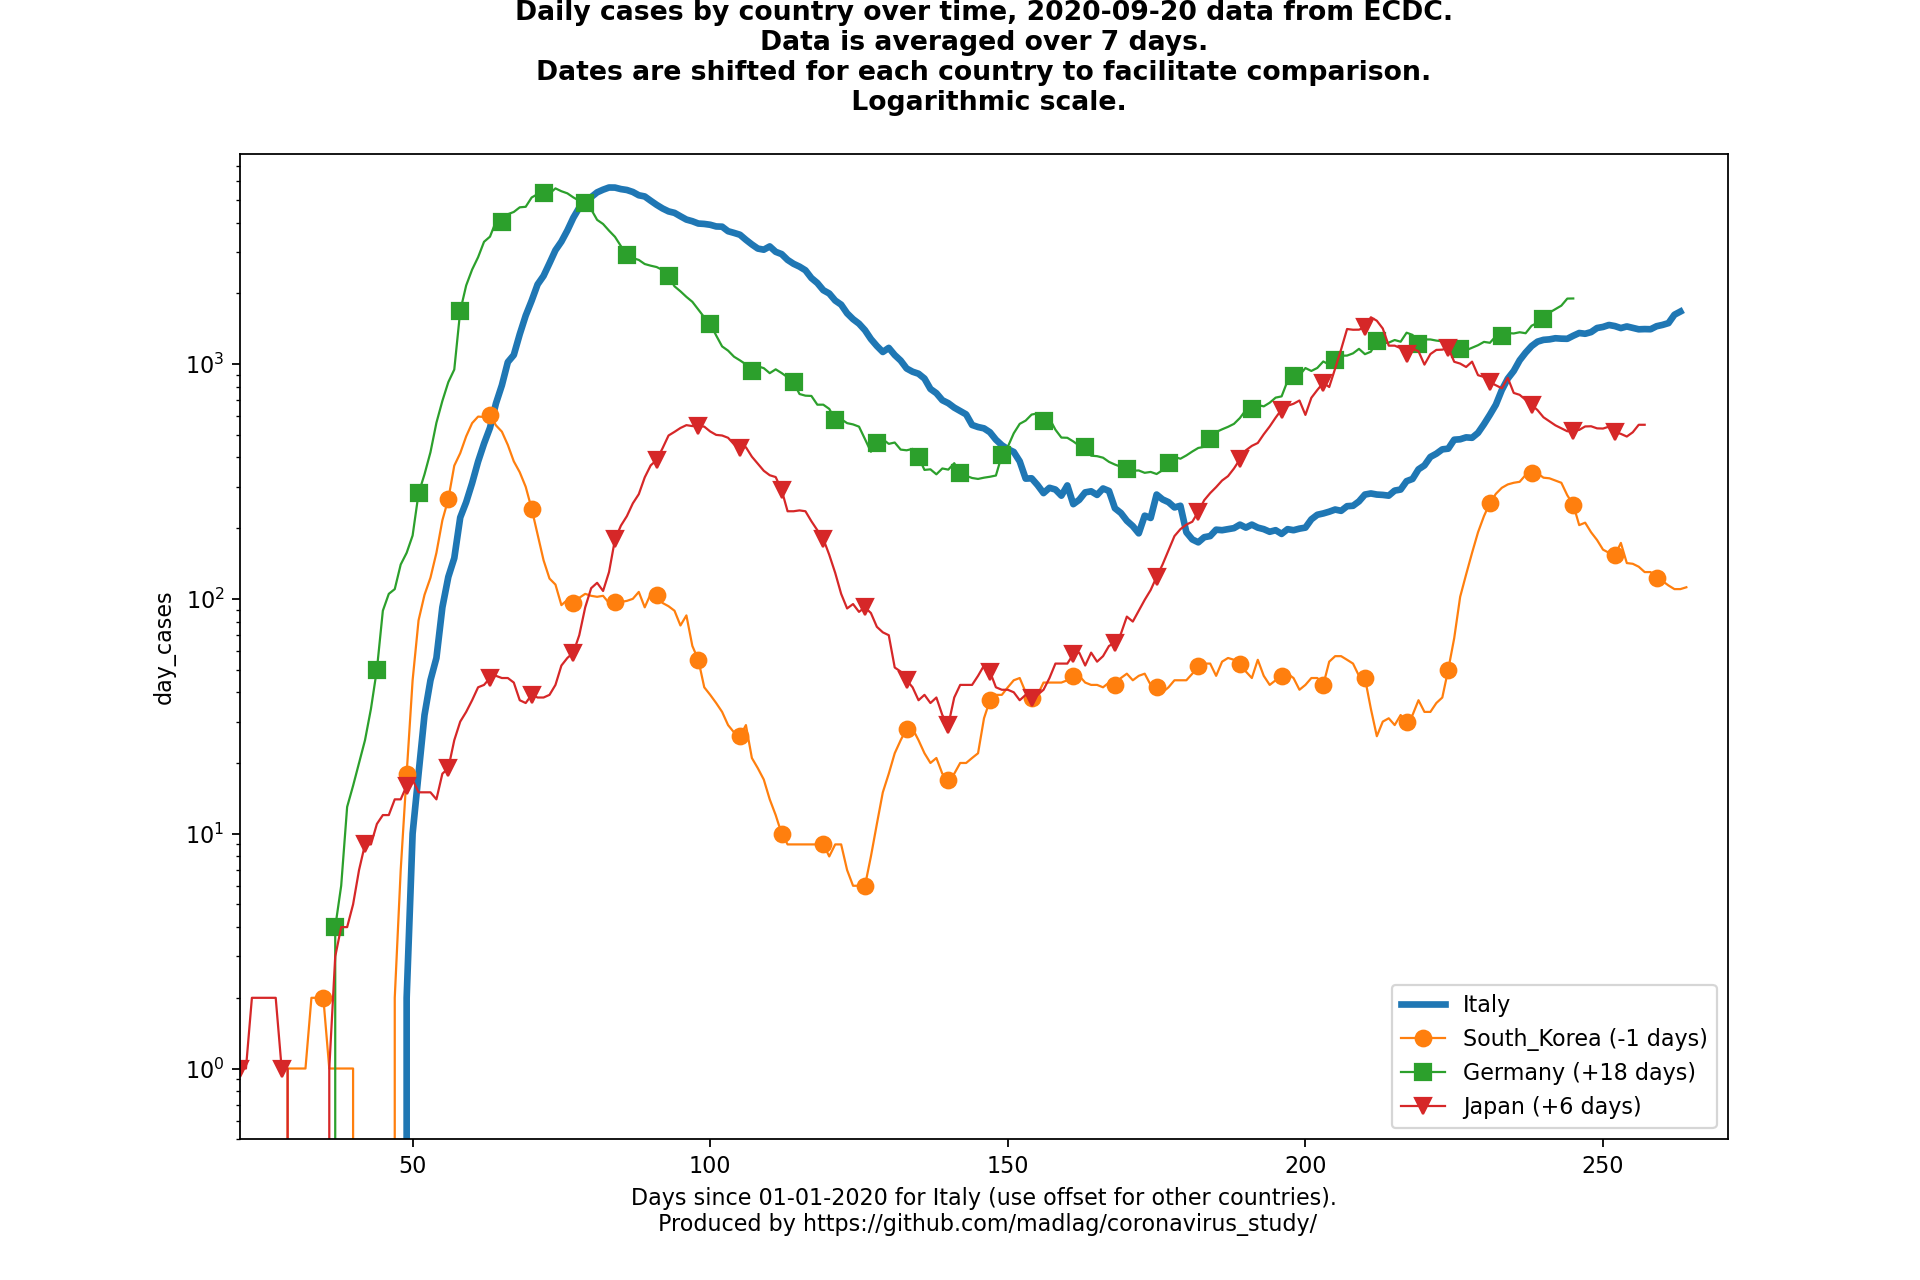 Daily cases by country over time, 2020-09-20 data from ECDC.
Data is averaged over 7 days.
Dates are shifted for each country to facilitate comparison.
Logarithmic scale.
day_cases
10³
10²
10¹
10⁰
50
100
150
200
250
Italy
South_Korea (-1 days)
Germany (+18 days)
Japan (+6 days)
Days since 01-01-2020 for Italy (use offset for other countries).
Produced by https://github.com/madlag/coronavirus_study/